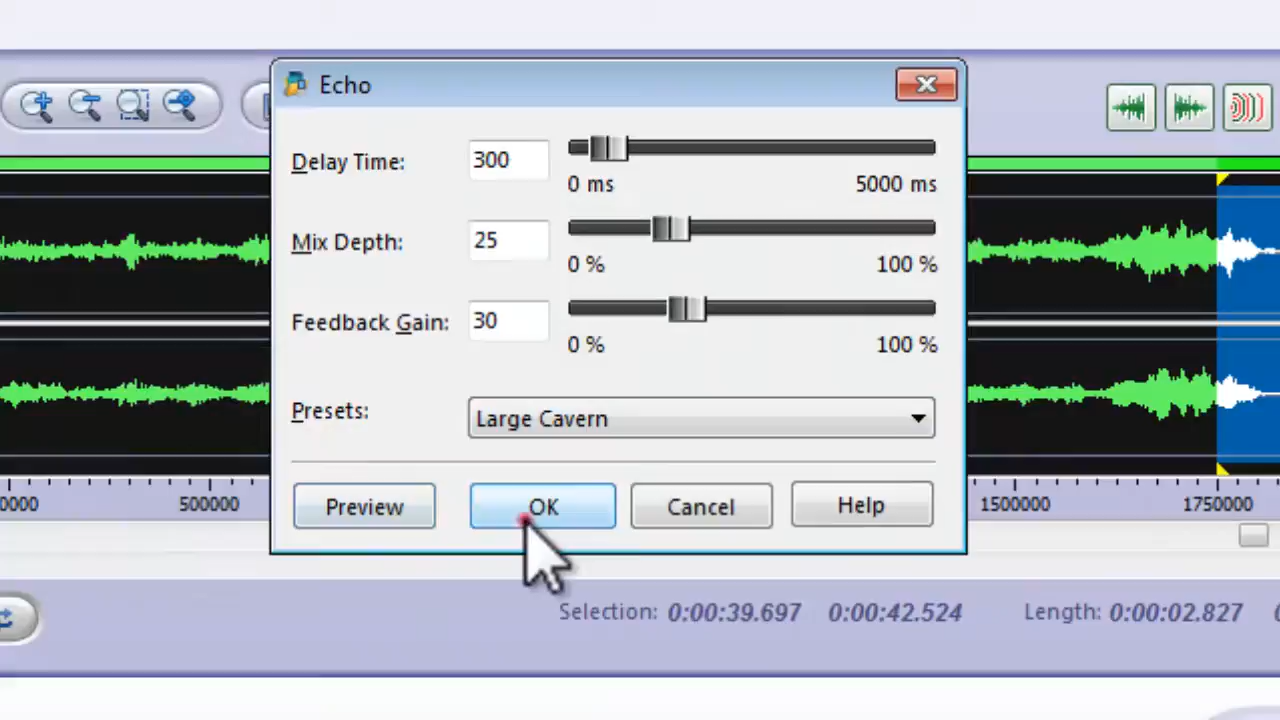 Echo
Delay Time: 300
0 ms 5000 ms
Mix Depth: 25
0 % 100 %
Feedback Gain: 30
0 % 100 %
Presets: Large Cavern
Preview OK Cancel Help
500000 1500000 1750000
Selection: 0:00:39.697 0:00:42.524 Length: 0:00:02.827